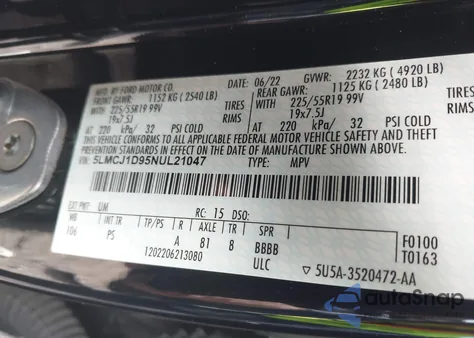 MFD. BY FORD MOTOR CO. 06/22 GVWR: 2232 KG ( 4920 LB)
FRONT GAWR: 1152 KG ( 2540 LB) REAR GAWR: 1125 KG ( 2480 LB)
225/55R19 99V TIRES 225/55R19 99V TIRES
19x7.5J RIMS 19x7.5J RIMS
AT 220 kPa/ 32 PSI COLD AT 220 kPa/ 32 PSI COLD
THIS VEHICLE CONFORMS TO ALL APPLICABLE FEDERAL MOTOR VEHICLE SAFETY AND THEFT
PREVENTION STANDARDS IN EFFECT ON THE DATE OF MANUFACTURE SHOWN ABOVE.
VIN: 5LMCJ1D95NUL21047 TYPE: MPV
EXT PNT: UM RC: 15 DSO:
WB INT TR TP/PS R AXLE TR SPR
106 PS A 81 8 BBBB F0100
1202206213080 ULC T0163
▽ 5U5A-3520472-AA
autoSnap